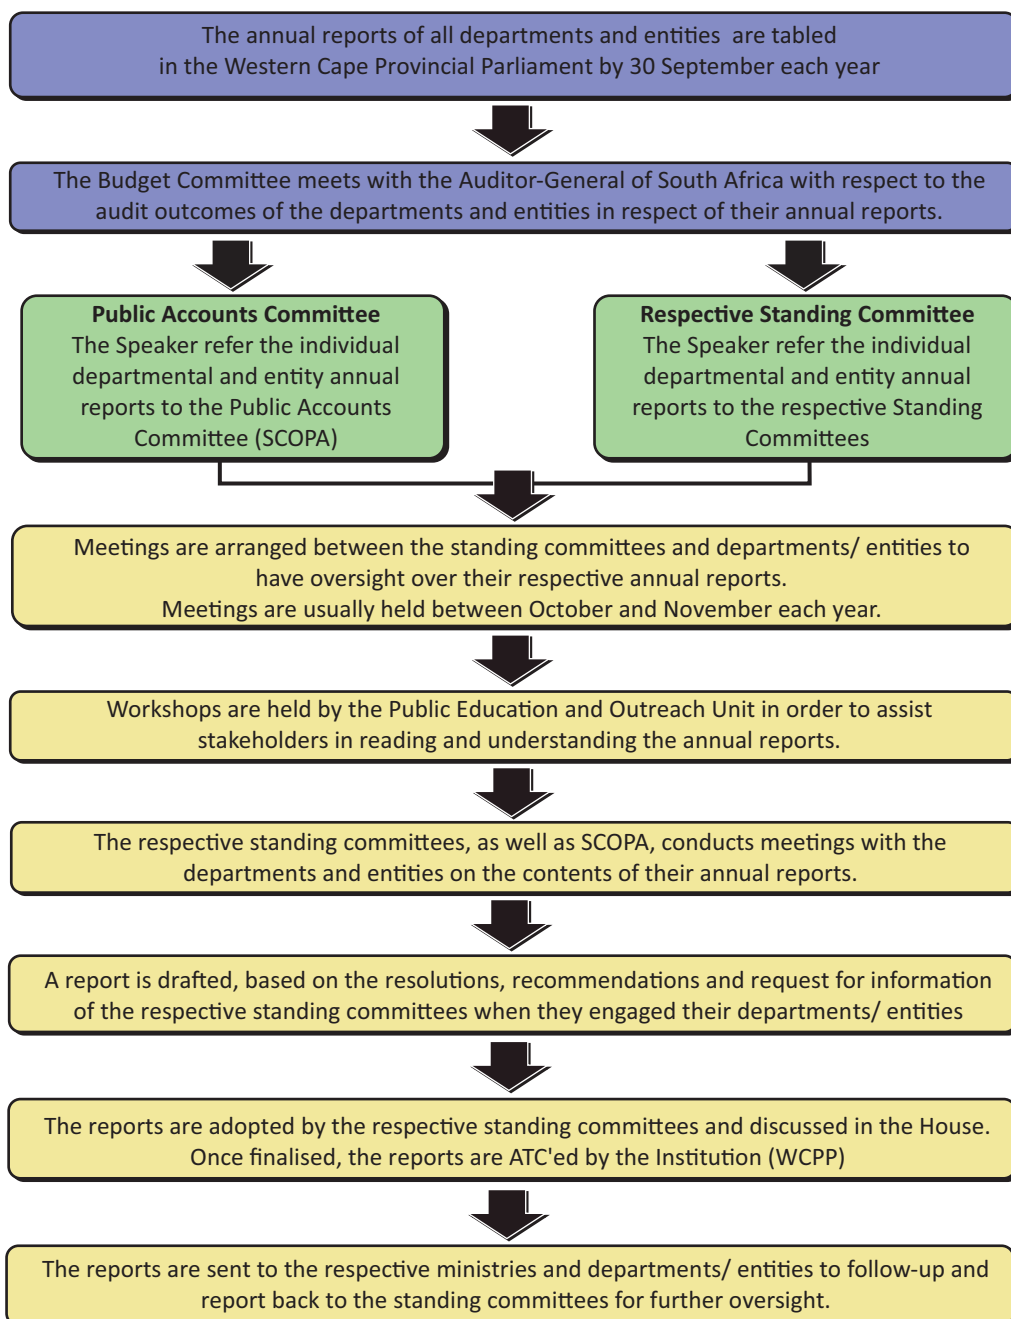 The annual reports of all departments and entities are tabled
in the Western Cape Provincial Parliament by 30 September each year
The Budget Committee meets with the Auditor-General of South Africa with respect to the
audit outcomes of the departments and entities in respect of their annual reports.
Public Accounts Committee
The Speaker refer the individual
departmental and entity annual
reports to the Public Accounts
Committee (SCOPA)
Respective Standing Committee
The Speaker refer the individual
departmental and entity annual
reports to the respective Standing
Committees
Meetings are arranged between the standing committees and departments/ entities to
have oversight over their respective annual reports.
Meetings are usually held between October and November each year.
Workshops are held by the Public Education and Outreach Unit in order to assist
stakeholders in reading and understanding the annual reports.
The respective standing committees, as well as SCOPA, conducts meetings with the
departments and entities on the contents of their annual reports.
A report is drafted, based on the resolutions, recommendations and request for information
of the respective standing committees when they engaged their departments/ entities
The reports are adopted by the respective standing committees and discussed in the House.
Once finalised, the reports are ATC'ed by the Institution (WCPP)
The reports are sent to the respective ministries and departments/ entities to follow-up and
report back to the standing committees for further oversight.